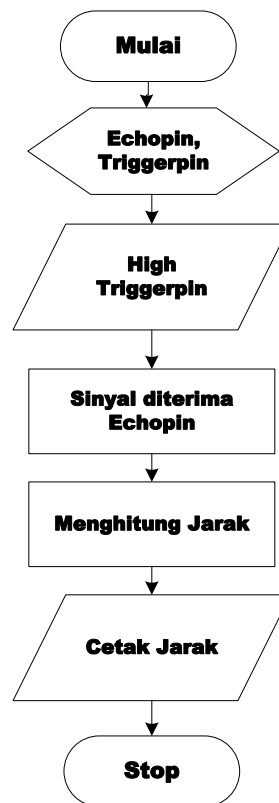 Mulai
Echopin,
Triggerpin
High
Triggerpin
Sinyal diterima
Echopin
Menghitung Jarak
Cetak Jarak
Stop